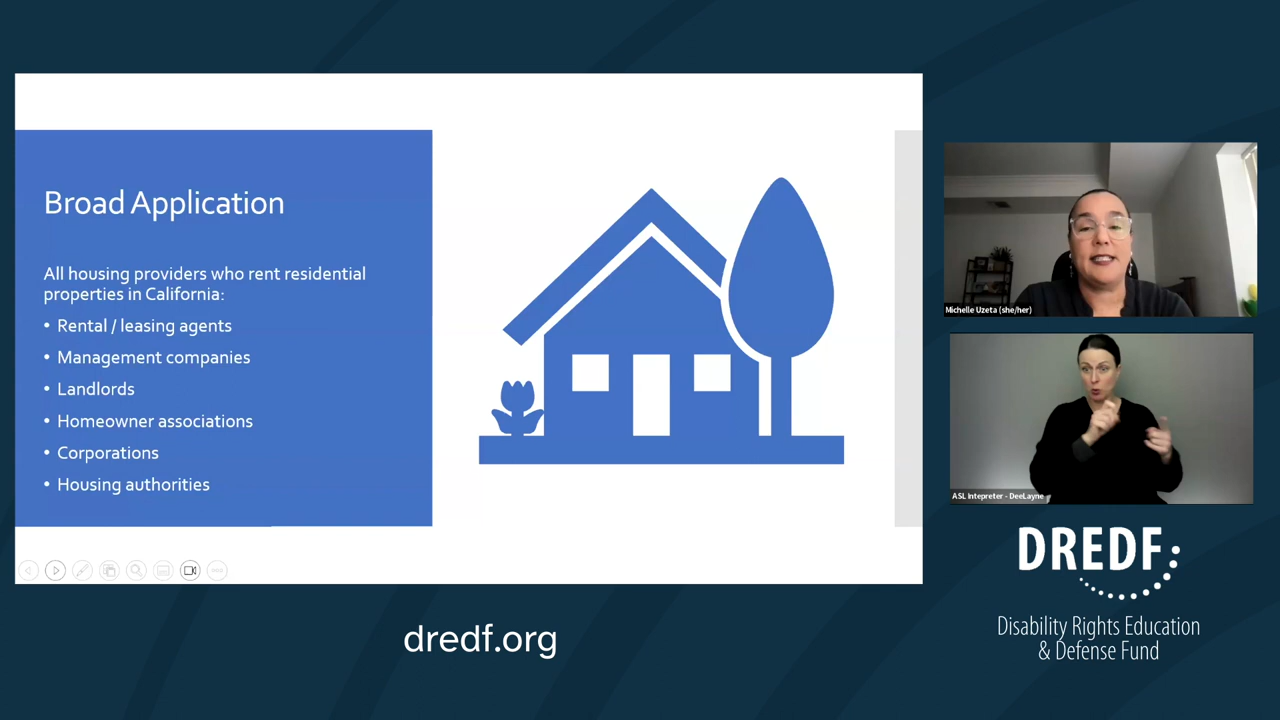 Broad Application
All housing providers who rent residential
properties in California:
• Rental / leasing agents
• Management companies
• Landlords
• Homeowner associations
• Corporations
• Housing authorities
Michelle Uzeta (she/her)
ASL Intepreter - DeeLayne
DREDF
Disability Rights Education
& Defense Fund
dredf.org